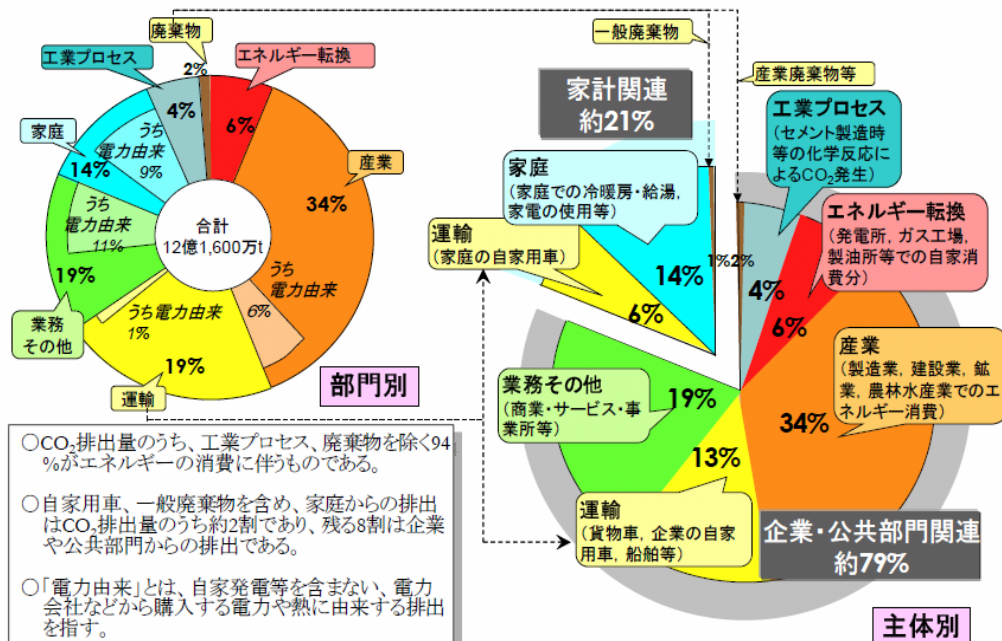 廃棄物
工業プロセス
エネルギー転換
2%
4%
6%
家庭
14%
うち
電力由来
9%
産業
34%
合計
12億1,600万t
うち
電力由来
11%
19%
業務
その他
うち
電力由来
6%
うち電力由来
1%
19%
運輸
部門別
一般廃棄物
産業廃棄物等
家計関連
約21%
工業プロセス
(セメント製造時
等の化学反応に
よるCO2発生)
家庭
(家庭での冷暖房・給湯,
家電の使用等)
運輸
(家庭の自家用車)
エネルギー転換
(発電所, ガス工場,
製油所等での自家消
費分)
1%
2%
14%
4%
6%
6%
産業
(製造業, 建設業, 鉱
業, 農林水産業でのエ
ネルギー消費)
34%
業務その他
(商業・サービス・事
業所等)
19%
13%
運輸
(貨物車, 企業の自家
用車, 船舶等)
企業・公共部門関連
約79%
主体別
○CO2排出量のうち、工業プロセス、廃棄物を除く94
%がエネルギーの消費に伴うものである。
○自家用車、一般廃棄物を含め、家庭からの排出
はCO2排出量のうち約2割であり、残る8割は企業
や公共部門からの排出である。
○「電力由来」とは、自家発電等を含まない、電力
会社などから購入する電力や熱に由来する排出
を指す。